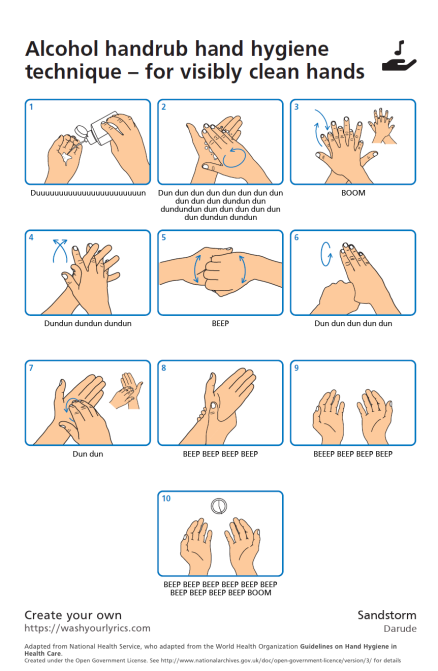 Alcohol handrub hand hygiene
technique – for visibly clean hands
1
2
3
Duuuuuuuuuuuuuuuuuuuuuuun
Dun dun dun dun dun dun dun dun
dun dun dun dundun dun
dundundun dun dun dun dun dun
dun dundun dundun
BOOM
4
5
6
Dundun dundun dundun
BEEP
Dun dun dun dun dun
7
8
9
Dun dun
BEEP BEEP BEEP BEEP
BEEEP BEEP BEEP BEEP
10
BEEP BEEP BEEP BEEP BEEP BEEP
BEEP BEEP BEEP BEEP BOOM
Create your own
https://washyourlyrics.com
Sandstorm
Darude
Adapted from National Health Service, who adapted from the World Health Organization Guidelines on Hand Hygiene in
Health Care.
Created under the Open Government License. See http://www.nationalarchives.gov.uk/doc/open-government-licence/version/3/ for details